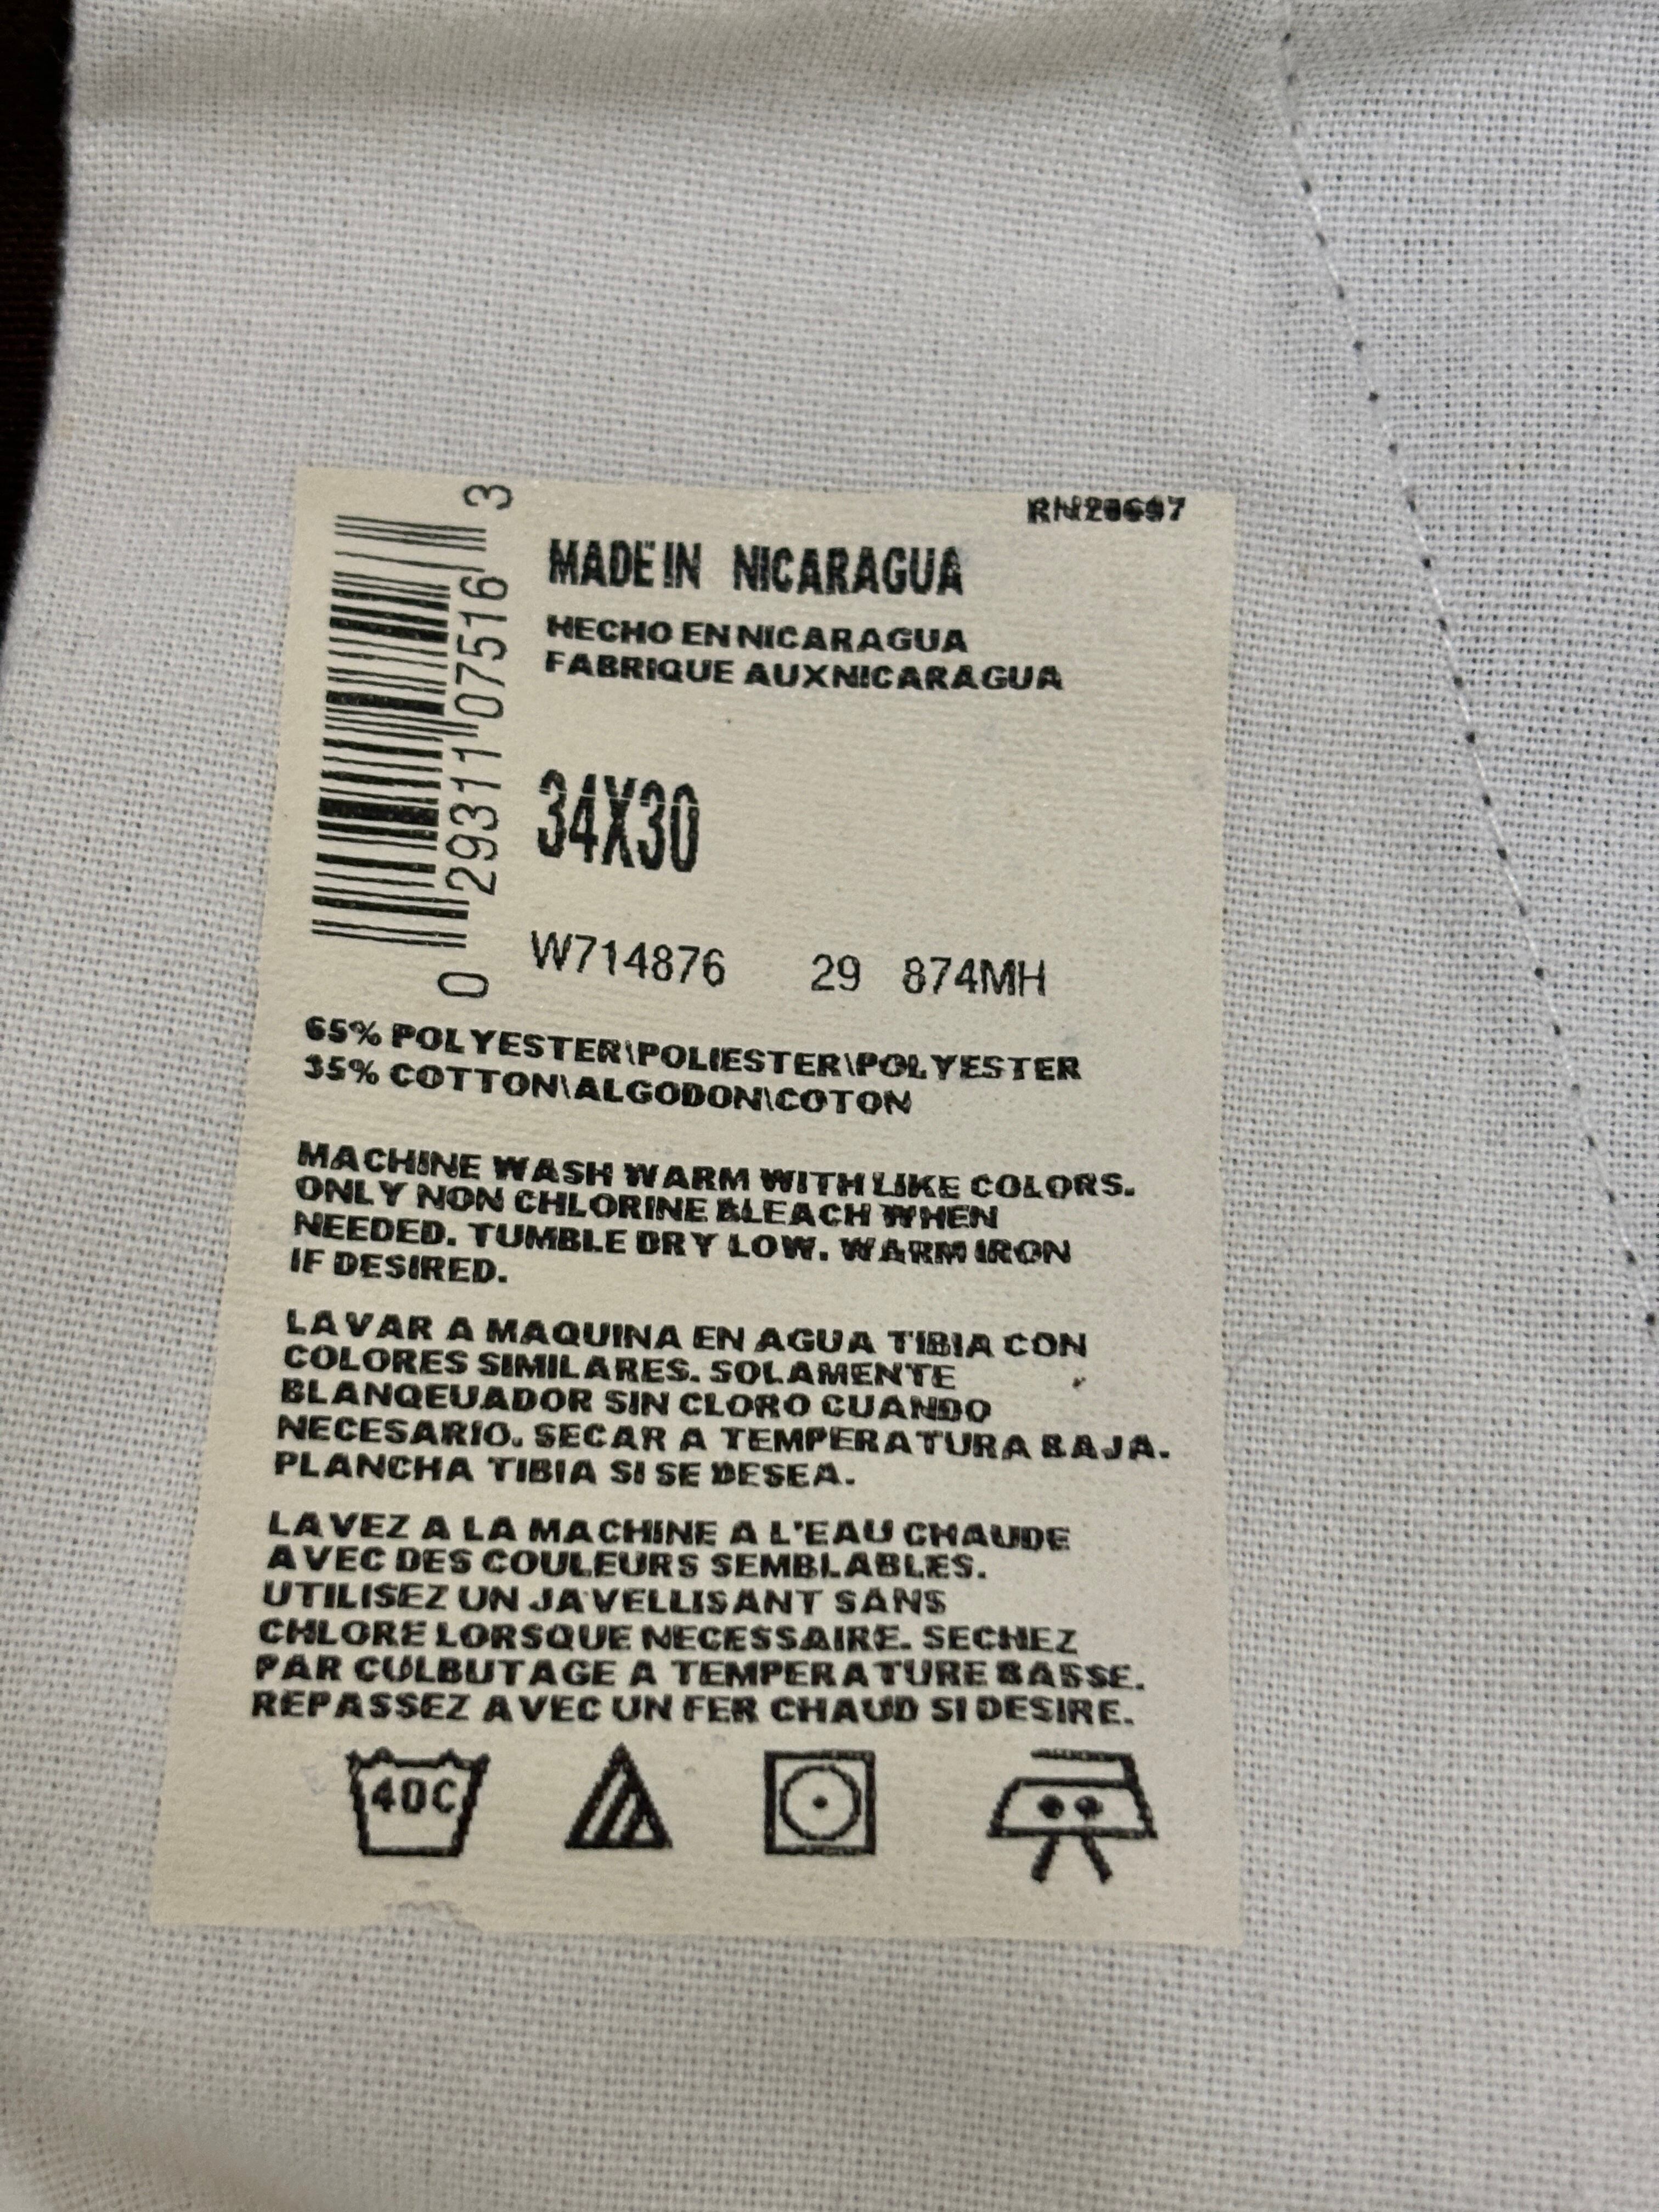 MADE IN NICARAGUA
HECHO EN NICARAGUA
FABRIQUE AUX NICARAGUA
0 29311 07516 3
34X30
W714876 29 874MH
65% POLYESTER\POLIESTER\POLYESTER
35% COTTON\ALGODON\COTON
MACHINE WASH WARM WITH LIKE COLORS.
ONLY NON CHLORINE BLEACH WHEN
NEEDED. TUMBLE DRY LOW. WARM IRON
IF DESIRED.
LAVAR A MAQUINA EN AGUA TIBIA CON
COLORES SIMILARES. SOLAMENTE
BLANQEUADOR SIN CLORO CUANDO
NECESARIO. SECAR A TEMPERATURA BAJA.
PLANCHA TIBIA SI SE DESEA.
LAVEZ A LA MACHINE A L'EAU CHAUDE
AVEC DES COULEURS SEMBLABLES.
UTILISEZ UN JAVELLISANT SANS
CHLORE LORSQUE NECESSAIRE. SECHEZ
PAR CULBUTAGE A TEMPERATURE BASSE.
REPASSEZ AVEC UN FER CHAUD SI DESIRE.
40C